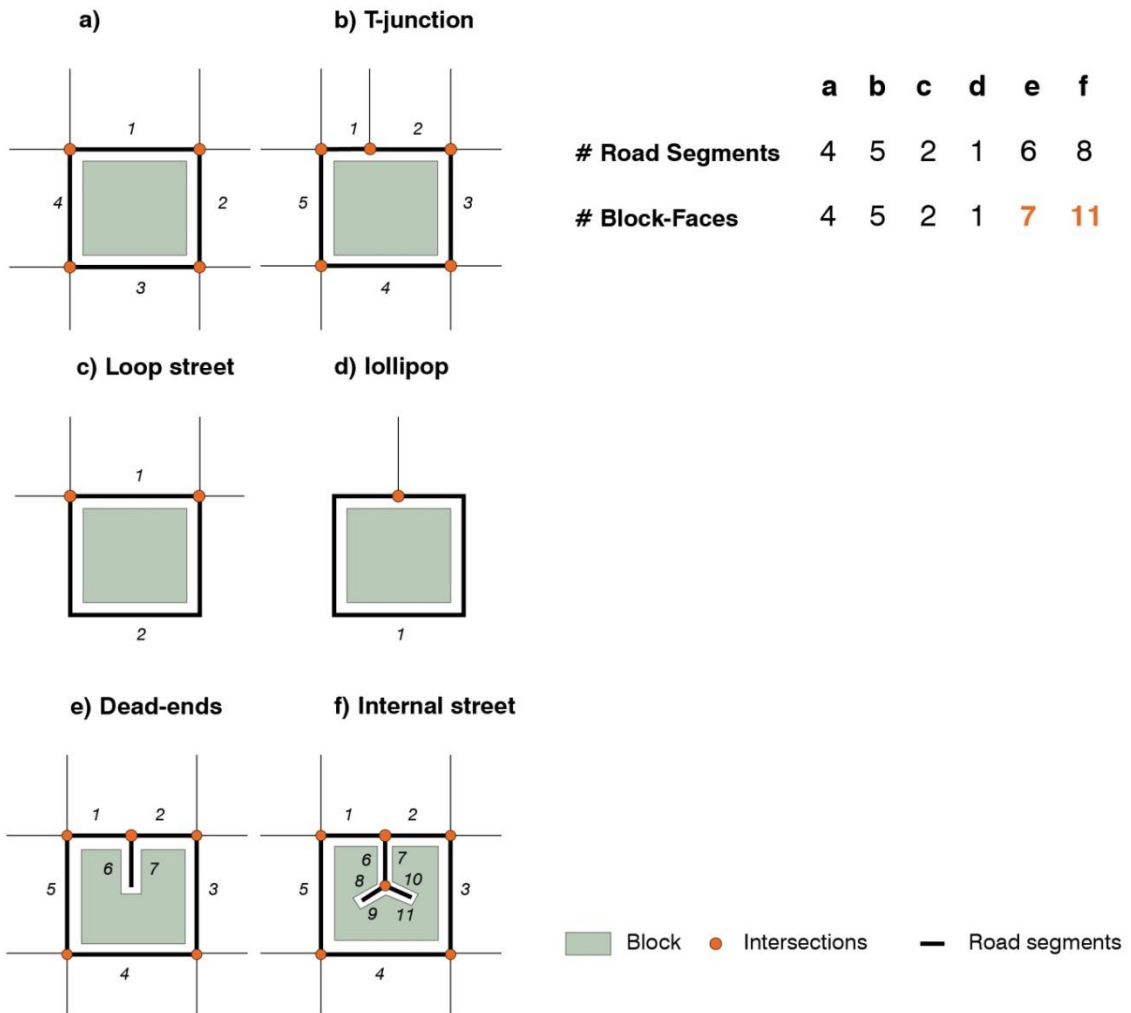 a)
b) T-junction
1
4
2
3
1 2
5
3
4
a b c d e f
# Road Segments 4 5 2 1 6 8
# Block-Faces 4 5 2 1 7 11
c) Loop street
1
2
d) lollipop
1
e) Dead-ends
1 2
5
6 7
3
4
f) Internal street
1 2
6 7
5
8 10
3
9 11
4
Block
Intersections
Road segments